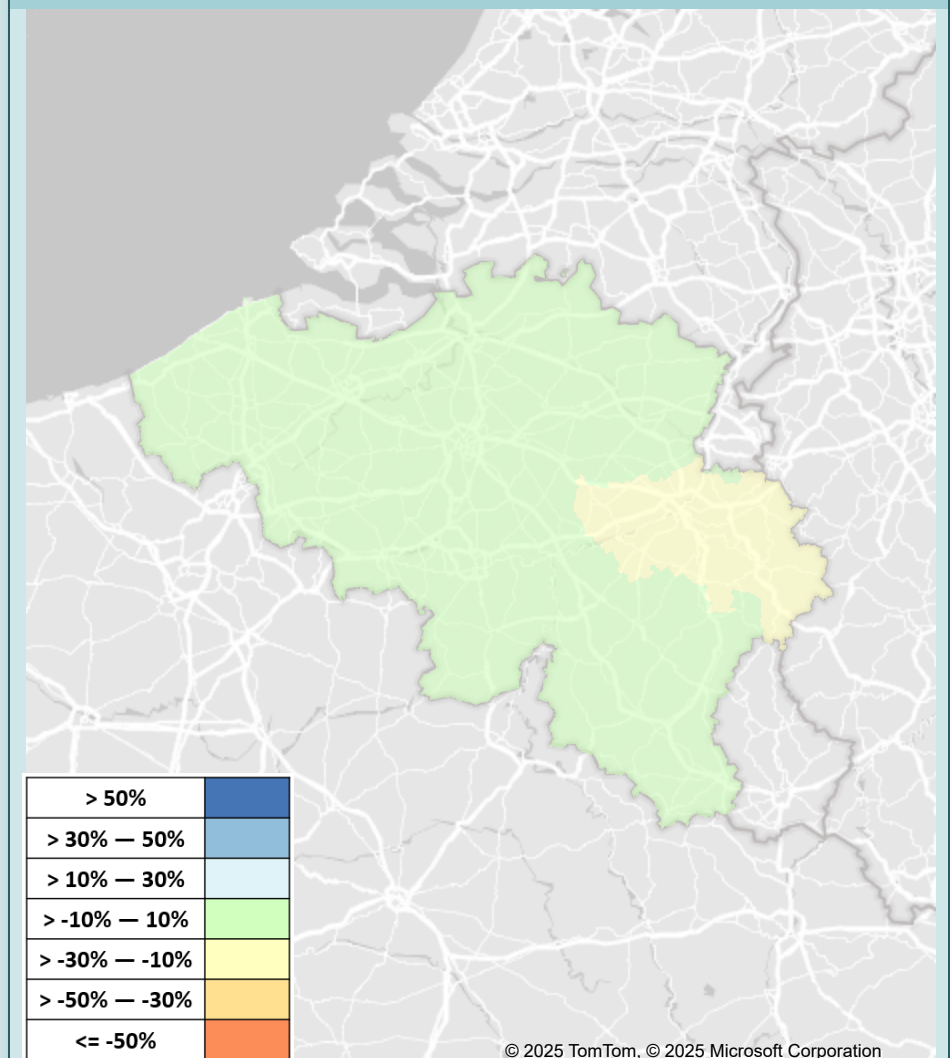 > 50%
> 30% — 50%
> 10% — 30%
> -10% — 10%
> -30% — -10%
> -50% — -30%
<= -50%
© 2025 TomTom, © 2025 Microsoft Corporation